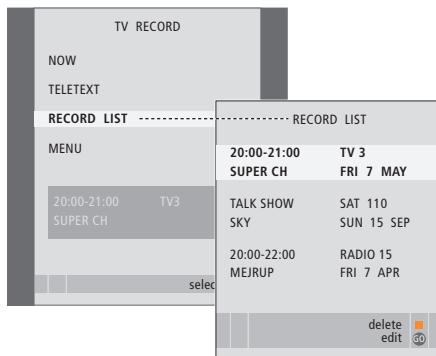 TV RECORD
NOW
TELETEXT
RECORD LIST
MENU
20:00-21:00 TV3
SUPER CH
RECORD LIST
20:00-21:00 TV 3
SUPER CH FRI 7 MAY
TALK SHOW SAT 110
SKY SUN 15 SEP
20:00-22:00 RADIO 15
MEJRUP FRI 7 APR
delete
edit GO